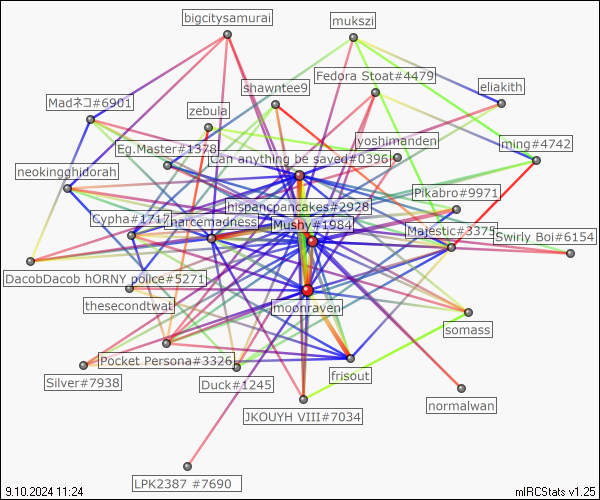 bigcitysamurai
mukszi
Fedora Stoat#4479
shawntee9
eliakith
Madネコ#6901
zebula
yoshimanden
ming#4742
Eg.Master#1378
Can anything be saved#0396
neokingghidorah
Pikabro#9971
hispancpancakes#2928
Cypha#1717
narcemadness
Mushy#1984
Majestic#3375
Swirly Boi#6154
DacobDacob hORNY police#5271
thesecondtwat
moonraven
somass
Pocket Persona#3326
frisout
Silver#7938
Duck#1245
normalwan
JKOUYH VIII#7034
LPK2387 #7690
9.10.2024 11:24
mIRCStats v1.25